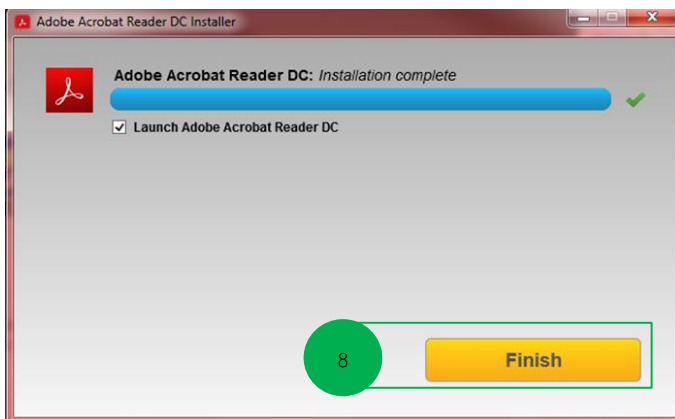 Adobe Acrobat Reader DC Installer
Adobe Acrobat Reader DC: Installation complete
Launch Adobe Acrobat Reader DC
8
Finish